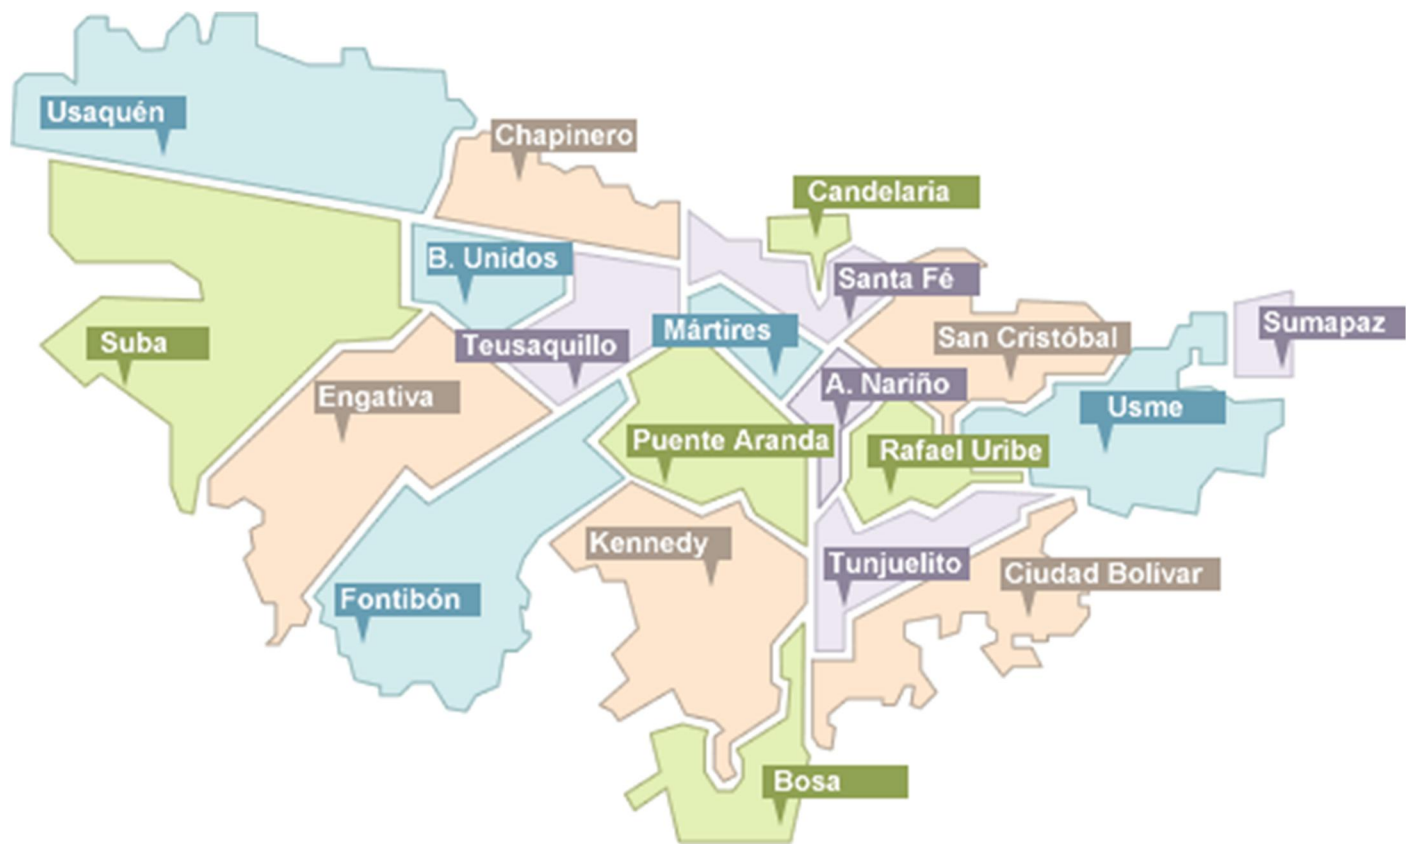 Usaquén
Chapinero
Candelaria
B. Unidos
Santa Fé
Sumapaz
Suba
Teusaquillo
Mártires
San Cristóbal
Engativa
A. Nariño
Usme
Puente Aranda
Rafael Uribe
Kennedy
Tunjuelito
Ciudad Bolívar
Fontibón
Bosa